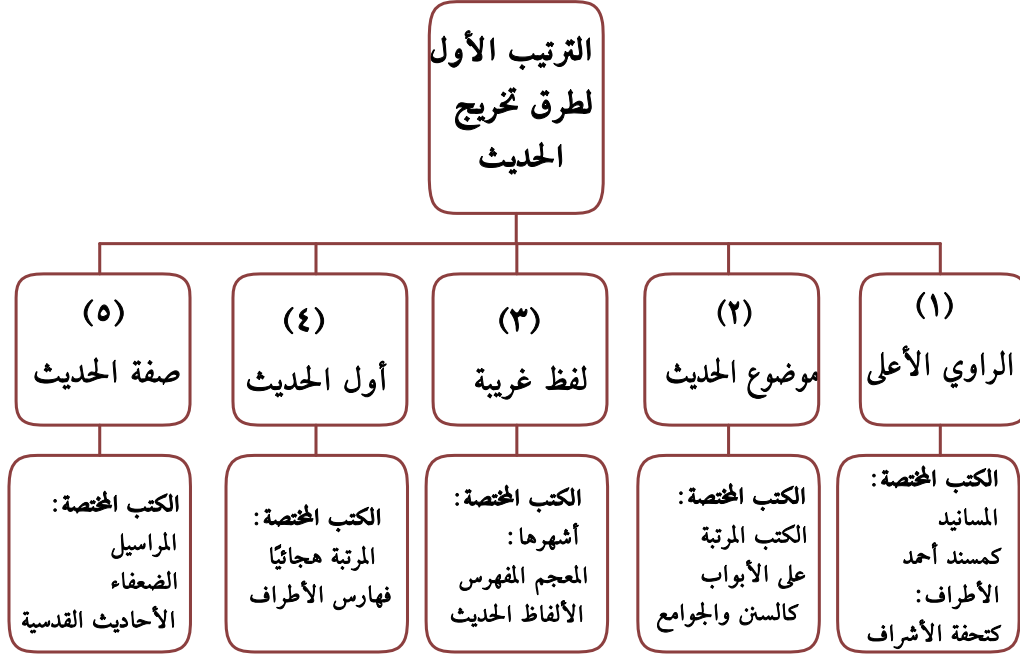 الترتيب الأول
لطرق تخريج
الحديث
(١)
الراوي الأعلى
(٢)
موضوع الحديث
(٣)
لفظ غريبة
(٤)
أول الحديث
(٥)
صفة الحديث
الكتب المختصة:
المسانيد
كمسند أحمد
الأطراف:
كتحفة الأشراف
الكتب المختصة:
الكتب المرتبة
على الأبواب
كالسنن والجوامع
الكتب المختصة:
أشهرها:
المعجم المفهرس
الألفاظ الحديث
الكتب المختصة:
المرتبة هجائيًا
فهارس الأطراف
الكتب المختصة:
المراسيل
الضعفاء
الأحاديث القدسية